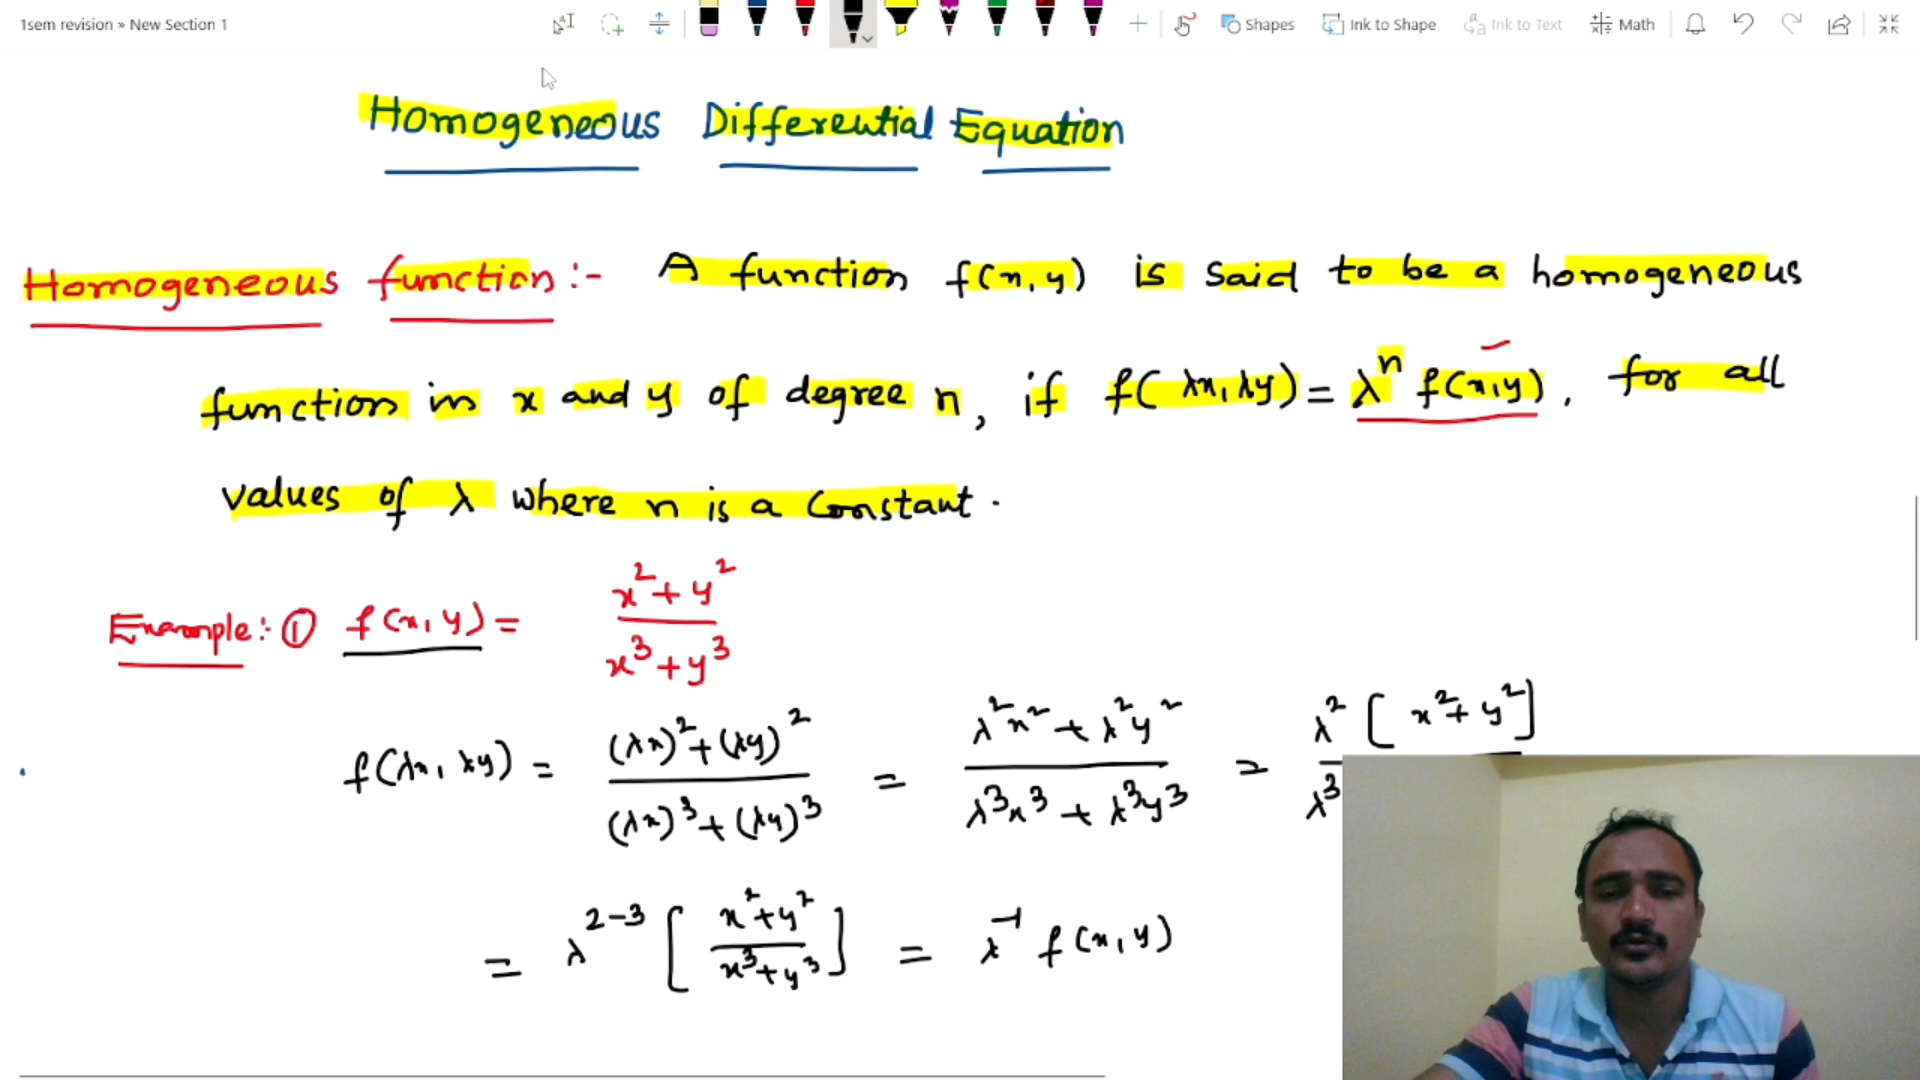 1sem revision » New Section 1
Shapes Ink to Shape Ink to Text Math
Homogeneous Differential Equation
Homogeneous function :- A function f(x, y) is said to be a homogeneous
function in x and y of degree n, if f(λx, λy) = λⁿ f(x, y), for all
values of λ where n is a constant.
Example :- ① f(x, y) = (x² + y²) / (x³ + y³)
f(λx, λy) = ((λx)² + (λy)²) / ((λx)³ + (λy)³) = (λ²x² + λ²y²) / (λ³x³ + λ³y³) = λ² [x² + y²] / λ³
= λ²⁻³ [(x² + y²) / (x³ + y³)] = λ⁻¹ f(x, y)